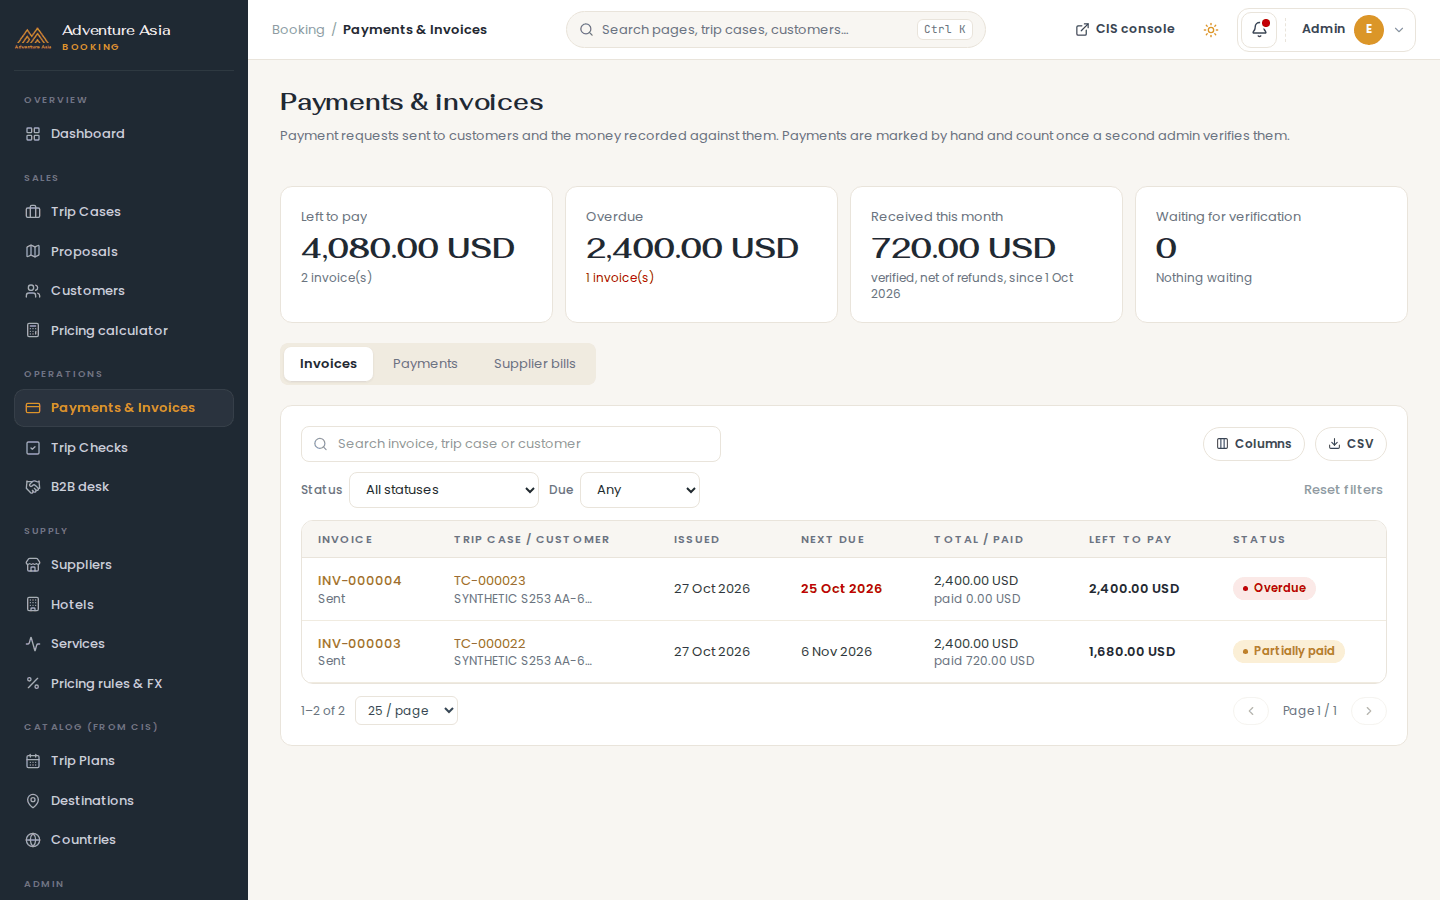 Adventure Asia
BOOKING
Adventure Asia
OVERVIEW
Dashboard
SALES
Trip Cases
Proposals
Customers
Pricing calculator
OPERATIONS
Payments & Invoices
Trip Checks
B2B desk
SUPPLY
Suppliers
Hotels
Services
Pricing rules & FX
CATALOG (FROM CIS)
Trip Plans
Destinations
Countries
ADMIN
Booking / Payments & Invoices
Search pages, trip cases, customers...
Ctrl K
CIS console
Admin
E
Payments & invoices
Payment requests sent to customers and the money recorded against them. Payments are marked by hand and count once a second admin verifies them.
Left to pay
4,080.00 USD
2 invoice(s)
Overdue
2,400.00 USD
1 invoice(s)
Received this month
720.00 USD
verified, net of refunds, since 1 Oct
2026
Waiting for verification
0
Nothing waiting
Invoices Payments Supplier bills
Search invoice, trip case or customer
Columns
CSV
Status All statuses Due Any Reset filters
INVOICE TRIP CASE / CUSTOMER ISSUED NEXT DUE TOTAL / PAID LEFT TO PAY STATUS
INV-000004 TC-000023 27 Oct 2026 25 Oct 2026 2,400.00 USD 2,400.00 USD Overdue
Sent SYNTHETIC S253 AA-6... paid 0.00 USD
INV-000003 TC-000022 27 Oct 2026 6 Nov 2026 2,400.00 USD 1,680.00 USD Partially paid
Sent SYNTHETIC S253 AA-6... paid 720.00 USD
1–2 of 2 25 / page Page 1 / 1